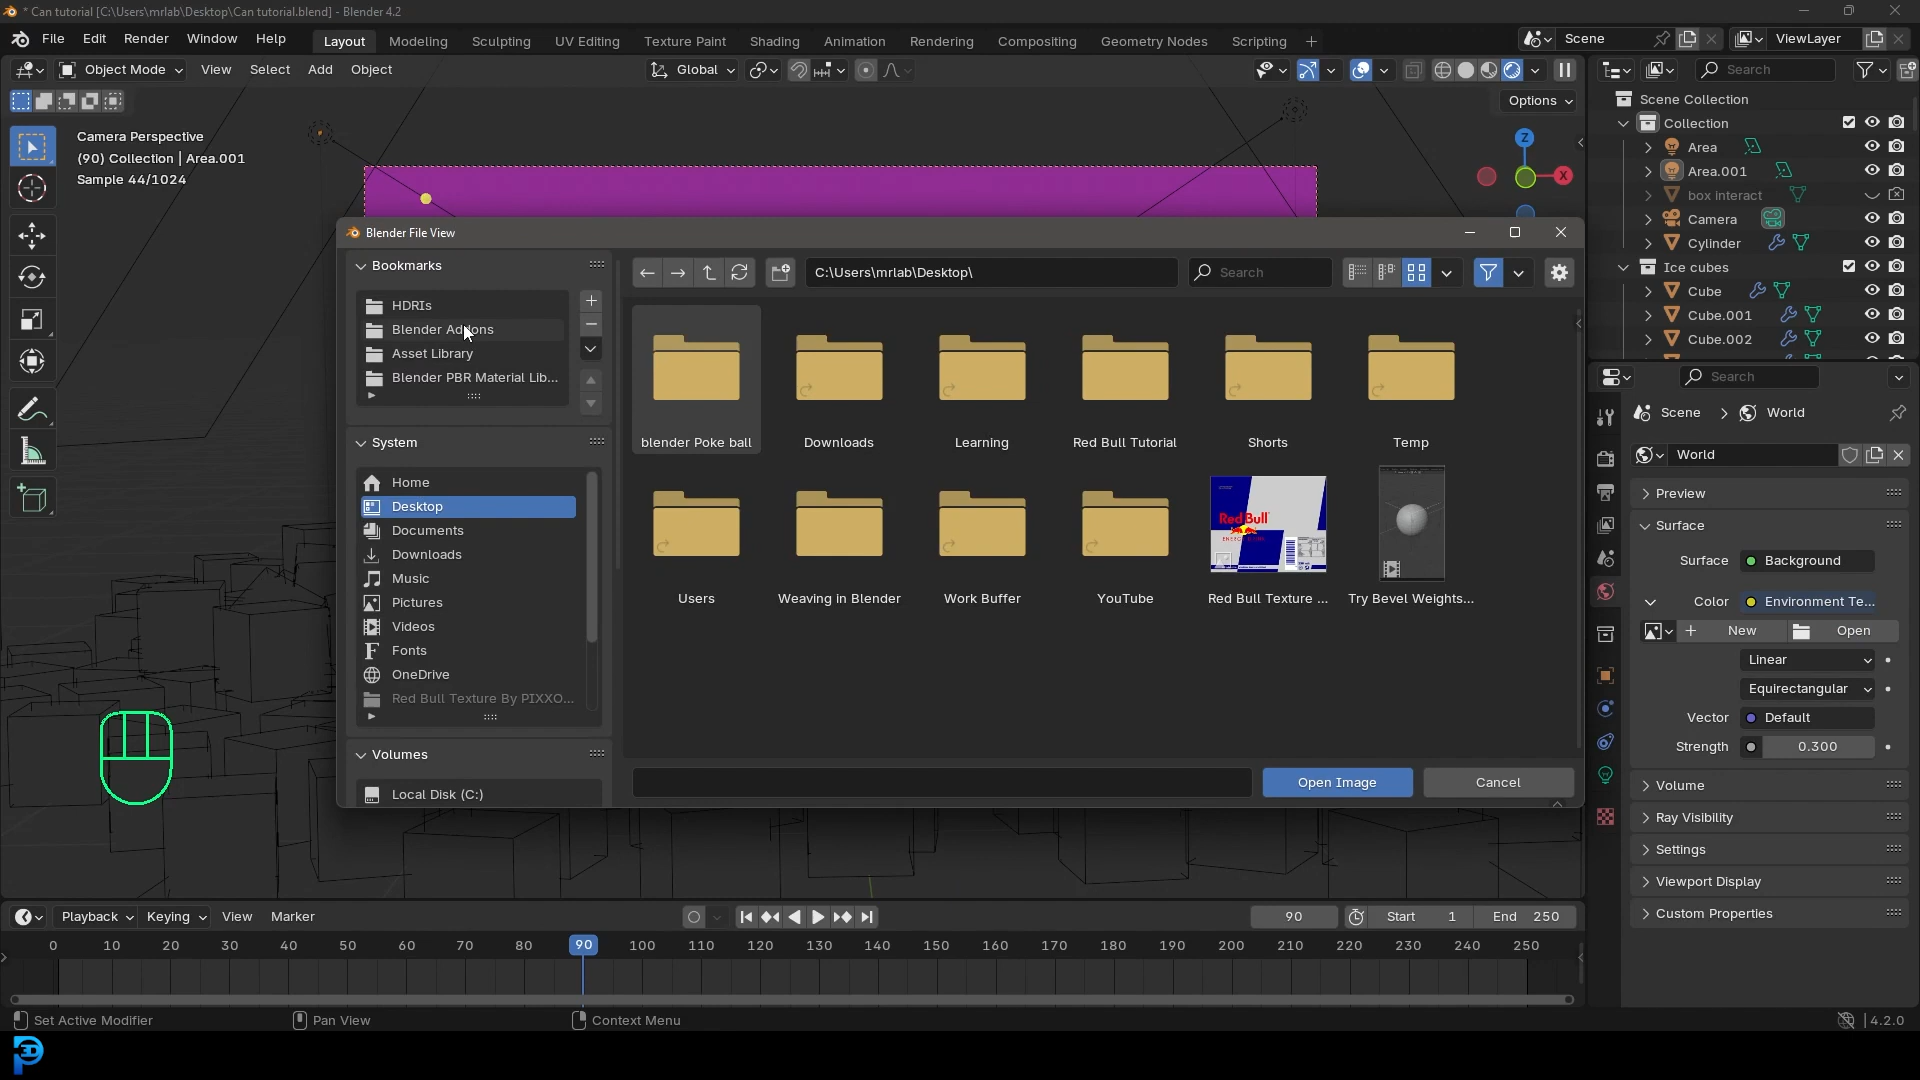 * Can tutorial [C:\Users\mrlab\Desktop\Can tutorial.blend] - Blender 4.2
File Edit Render Window Help Layout Modeling Sculpting UV Editing Texture Paint Shading Animation Rendering Compositing Geometry Nodes Scripting + Scene ViewLayer
Object Mode View Select Add Object Global Search
Options
Camera Perspective
(90) Collection | Area.001
Sample 44/1024
Z
X
Scene Collection
Collection
Area
Area.001
box interact
Camera
Cylinder
Ice cubes
Cube
Cube.001
Cube.002
Blender File View
Bookmarks
HDRIs
Blender Addons
Asset Library
Blender PBR Material Lib...
System
Home
Desktop
Documents
Downloads
Music
Pictures
Videos
Fonts
OneDrive
Red Bull Texture By PIXXO...
Volumes
Local Disk (C:)
C:\Users\mrlab\Desktop\ Search
blender Poke ball Downloads Learning Red Bull Tutorial Shorts Temp
Red Bull
Users Weaving in Blender Work Buffer YouTube Red Bull Texture ... Try Bevel Weights...
Open Image Cancel
Search
Scene > World
World
Preview
Surface
Surface Background
Color Environment Te...
New Open
Linear
Equirectangular
Vector Default
Strength 0.300
Volume
Ray Visibility
Settings
Viewport Display
Custom Properties
Playback Keying View Marker 90 Start 1 End 250
0 10 20 30 40 50 60 70 80 90 100 110 120 130 140 150 160 170 180 190 200 210 220 230 240 250
Set Active Modifier Pan View Context Menu 4.2.0